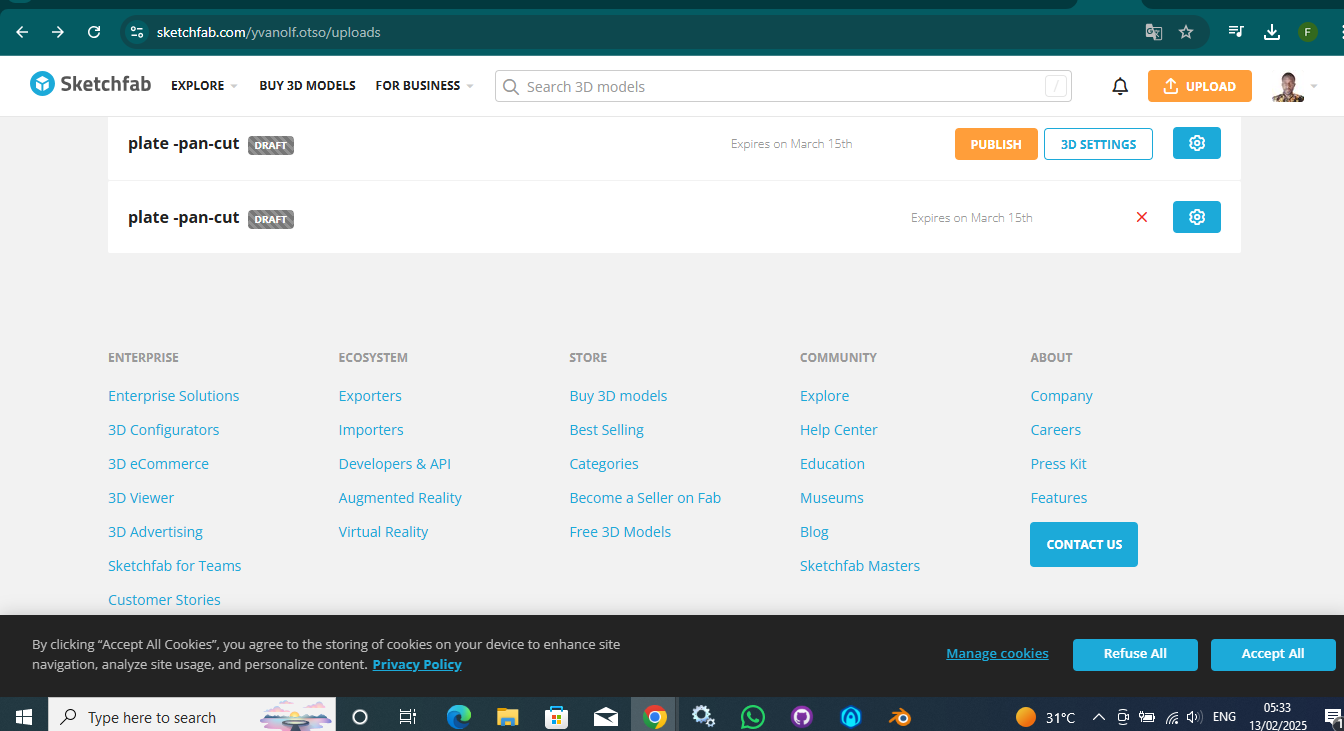 sketchfab.com/yvanolf.otso/uploads
F
Sketchfab
EXPLORE
BUY 3D MODELS
FOR BUSINESS
Search 3D models
/
UPLOAD
plate -pan-cut DRAFT
Expires on March 15th
PUBLISH
3D SETTINGS
plate -pan-cut DRAFT
Expires on March 15th
ENTERPRISE
Enterprise Solutions
3D Configurators
3D eCommerce
3D Viewer
3D Advertising
Sketchfab for Teams
Customer Stories
ECOSYSTEM
Exporters
Importers
Developers & API
Augmented Reality
Virtual Reality
STORE
Buy 3D models
Best Selling
Categories
Become a Seller on Fab
Free 3D Models
COMMUNITY
Explore
Help Center
Education
Museums
Blog
Sketchfab Masters
ABOUT
Company
Careers
Press Kit
Features
CONTACT US
By clicking “Accept All Cookies”, you agree to the storing of cookies on your device to enhance site
navigation, analyze site usage, and personalize content. Privacy Policy
Manage cookies
Refuse All
Accept All
Type here to search
31°C
ENG
05:33
13/02/2025
1